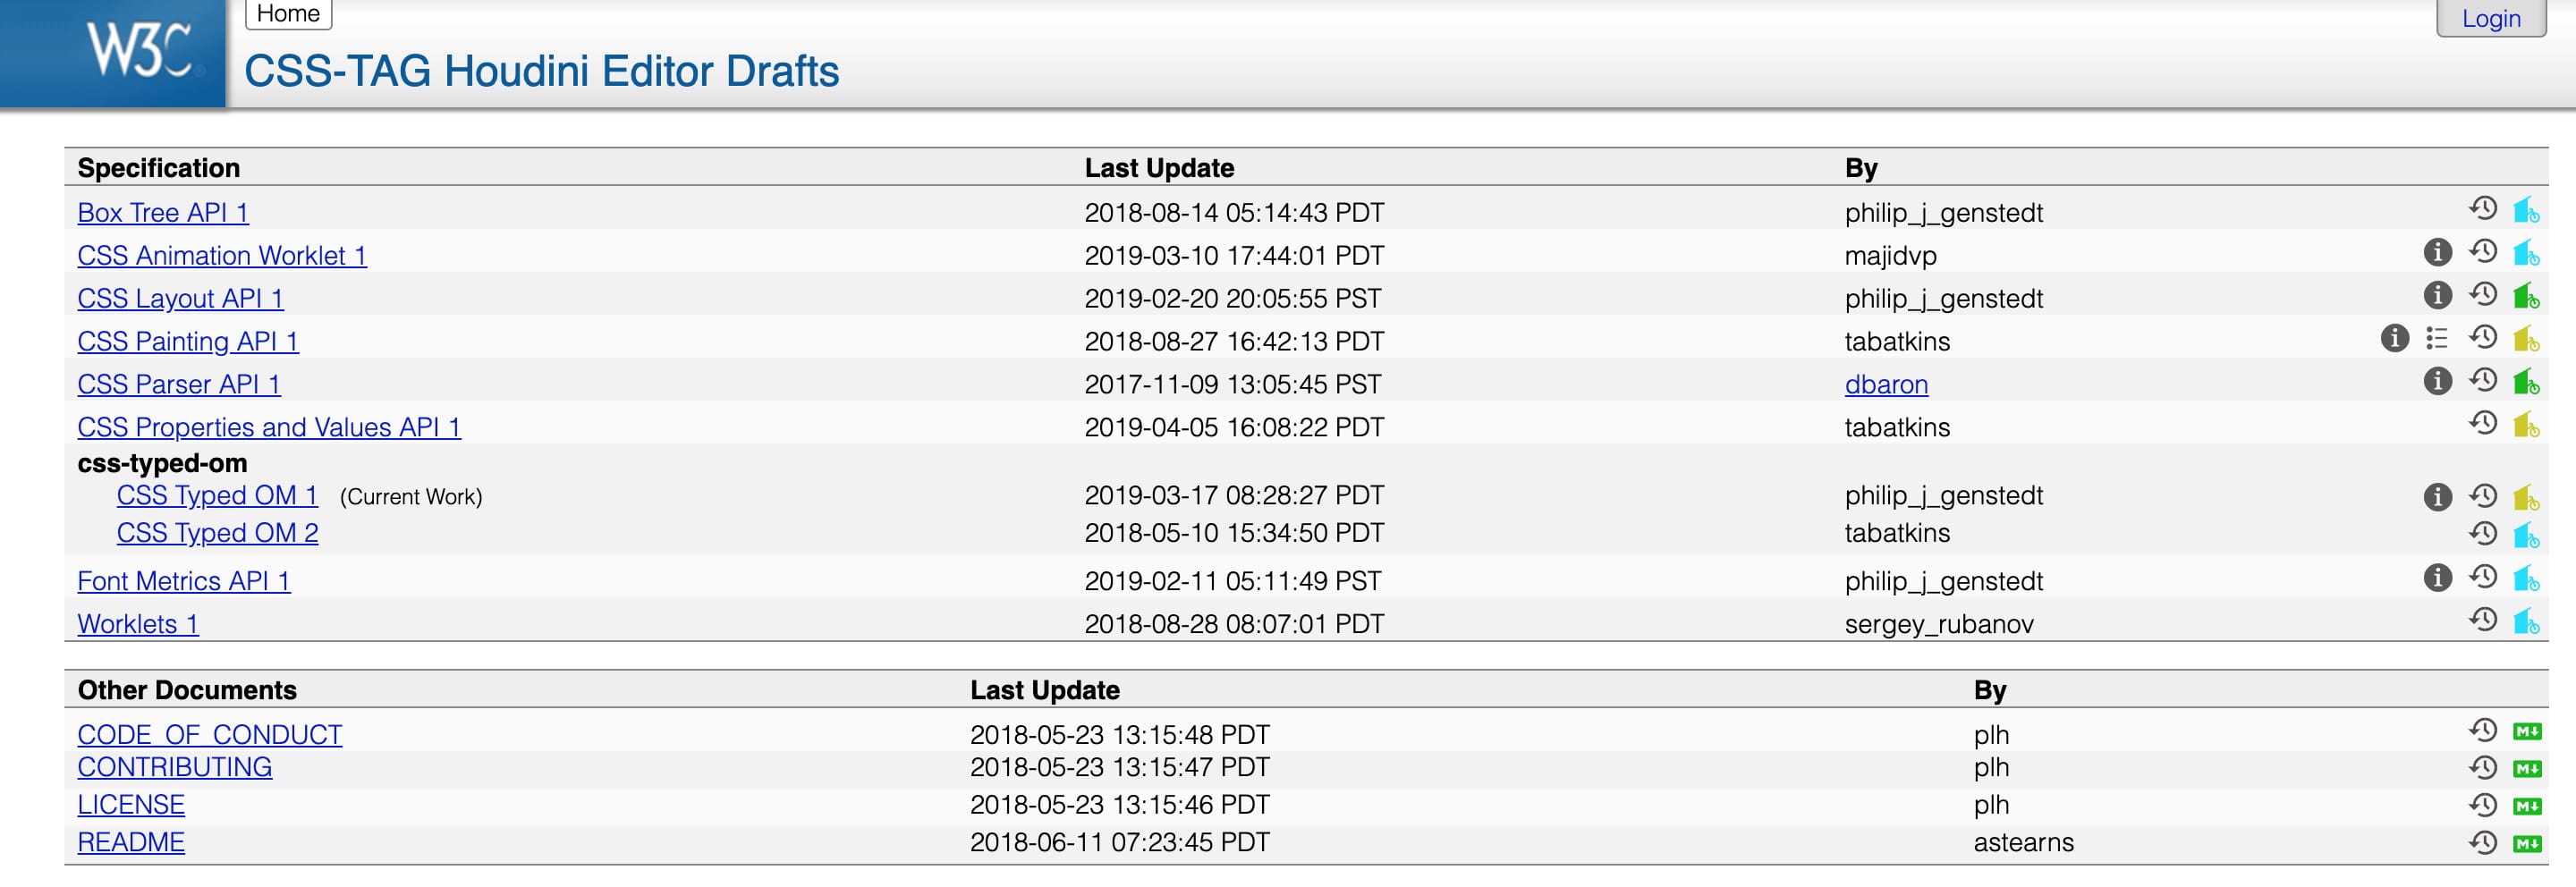 Home
Login
W3C
CSS-TAG Houdini Editor Drafts
Specification Last Update By
Box Tree API 1 2018-08-14 05:14:43 PDT philip_j_genstedt
CSS Animation Worklet 1 2019-03-10 17:44:01 PDT majidvp
CSS Layout API 1 2019-02-20 20:05:55 PST philip_j_genstedt
CSS Painting API 1 2018-08-27 16:42:13 PDT tabatkins
CSS Parser API 1 2017-11-09 13:05:45 PST dbaron
CSS Properties and Values API 1 2019-04-05 16:08:22 PDT tabatkins
css-typed-om
CSS Typed OM 1 (Current Work) 2019-03-17 08:28:27 PDT philip_j_genstedt
CSS Typed OM 2 2018-05-10 15:34:50 PDT tabatkins
Font Metrics API 1 2019-02-11 05:11:49 PST philip_j_genstedt
Worklets 1 2018-08-28 08:07:01 PDT sergey_rubanov
Other Documents Last Update By
CODE_OF_CONDUCT 2018-05-23 13:15:48 PDT plh M
CONTRIBUTING 2018-05-23 13:15:47 PDT plh M
LICENSE 2018-05-23 13:15:46 PDT plh M
README 2018-06-11 07:23:45 PDT astearns M